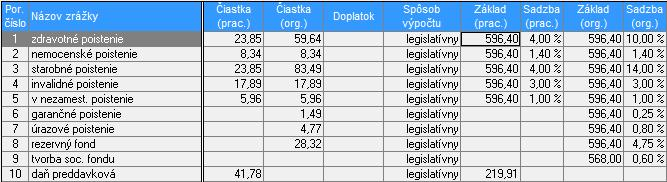 Por. číslo Názov zrážky Čiastka (prac.) Čiastka (org.) Doplatok Spôsob výpočtu Základ (prac.) Sadzba (prac.) Základ (org.) Sadzba (org.)
1 zdravotné poistenie 23,85 59,64 legislatívny 596,40 4,00 % 596,40 10,00 %
2 nemocenské poistenie 8,34 8,34 legislatívny 596,40 1,40 % 596,40 1,40 %
3 starobné poistenie 23,85 83,49 legislatívny 596,40 4,00 % 596,40 14,00 %
4 invalidné poistenie 17,89 17,89 legislatívny 596,40 3,00 % 596,40 3,00 %
5 v nezamest. poistenie 5,96 5,96 legislatívny 596,40 1,00 % 596,40 1,00 %
6 garančné poistenie 1,49 legislatívny 596,40 0,25 %
7 úrazové poistenie 4,77 legislatívny 596,40 0,80 %
8 rezervný fond 28,32 legislatívny 596,40 4,75 %
9 tvorba soc. fondu legislatívny 568,00 0,60 %
10 daň preddavková 41,78 legislatívny 219,91